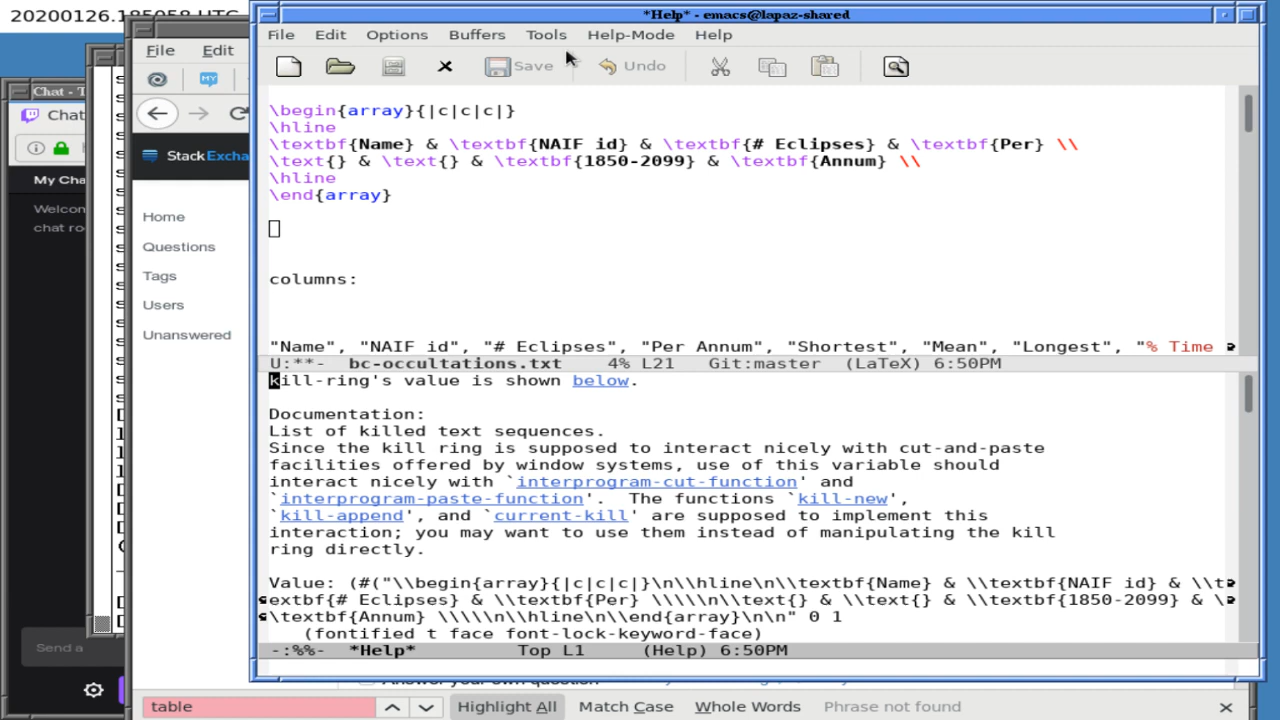 20200126.185058 UTC
*Help* - emacs@lapaz-shared
File Edit Options Buffers Tools Help-Mode Help
Save Undo
\begin{array}{|c|c|c|}
\hline
\textbf{Name} & \textbf{NAIF id} & \textbf{# Eclipses} & \textbf{Per} \\
\text{} & \text{} & \textbf{1850-2099} & \textbf{Annum} \\
\hline
\end{array}
columns:
"Name", "NAIF id", "# Eclipses", "Per Annum", "Shortest", "Mean", "Longest", "% Time
U:**- bc-occultations.txt 4% L21 Git:master (LaTeX) 6:50PM
kill-ring's value is shown below.
Documentation:
List of killed text sequences.
Since the kill ring is supposed to interact nicely with cut-and-paste
facilities offered by window systems, use of this variable should
interact nicely with `interprogram-cut-function' and
`interprogram-paste-function'. The functions `kill-new',
`kill-append', and `current-kill' are supposed to implement this
interaction; you may want to use them instead of manipulating the kill
ring directly.
Value: (#("\\begin{array}{|c|c|c|}\n\\hline\n\\textbf{Name} & \\textbf{NAIF id} & \\t
extbf{# Eclipses} & \\textbf{Per} \\\\\n\\text{} & \\text{} & \\textbf{1850-2099} & \
\textbf{Annum} \\\\\n\\hline\n\\end{array}\n\n" 0 1
(fontified t face font-lock-keyword-face)
-:%%- *Help* Top L1 (Help) 6:50PM
File Edit
MY
StackExcha
Home
Questions
Tags
Users
Unanswered
Chat - T
Chat
My Cha
Welcon
chat ro
Send a
table
Highlight All Match Case Whole Words Phrase not found